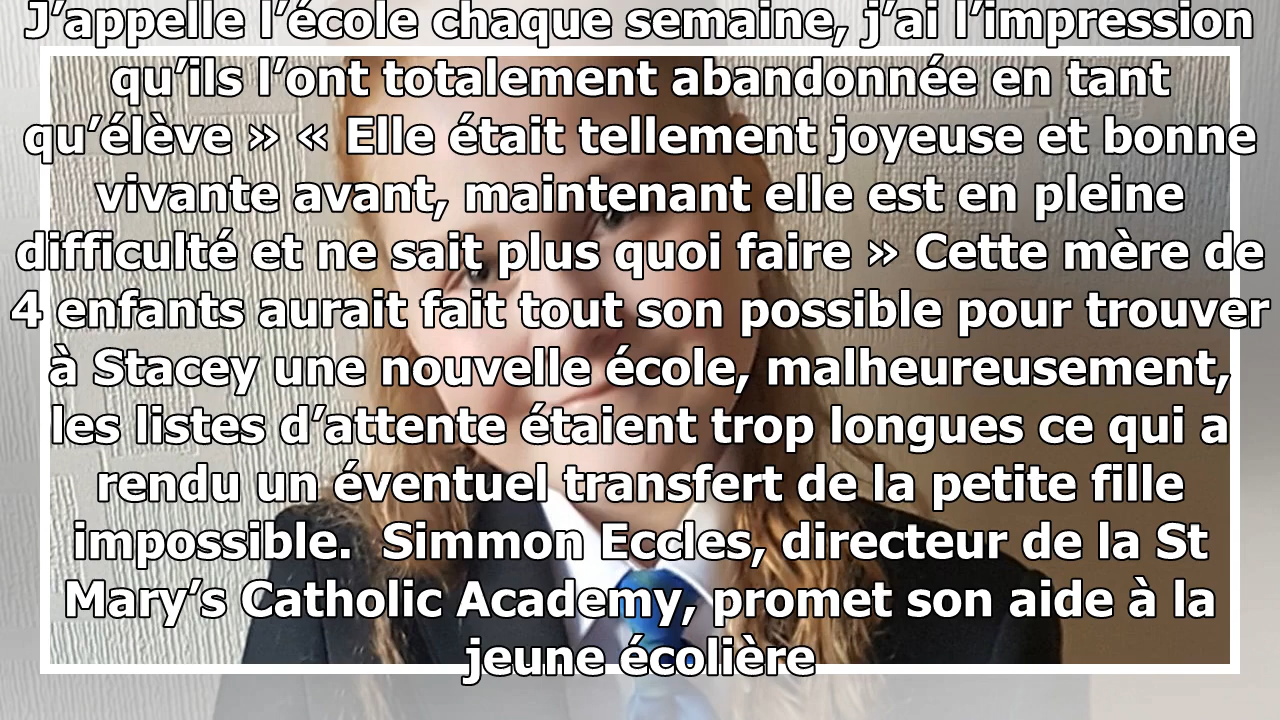 J’appelle l’école chaque semaine, j’ai l’impression
qu’ils l’ont totalement abandonnée en tant
qu’élève » « Elle était tellement joyeuse et bonne
vivante avant, maintenant elle est en pleine
difficulté et ne sait plus quoi faire » Cette mère de
4 enfants aurait fait tout son possible pour trouver
à Stacey une nouvelle école, malheureusement,
les listes d’attente étaient trop longues ce qui a
rendu un éventuel transfert de la petite fille
impossible.  Simmon Eccles, directeur de la St
Mary’s Catholic Academy, promet son aide à la
jeune écolière